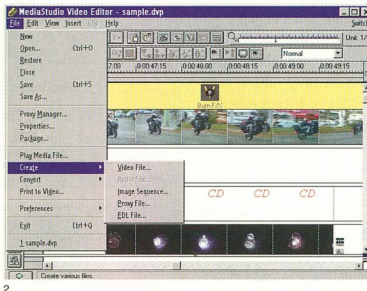 MediaStudio Video Editor - sample.dvp
File Edit View Insert Clip Help Switch
New
Open... Ctrl+O
Restore
Close
Save Ctrl+S
Save As...
Proxy Manager...
Properties...
Package...
Play Media File...
Create
Convert
Print to Video...
Preferences
Exit Ctrl+Q
1 sample.dvp
Video File...
Audio File...
Image Sequence...
Proxy File...
EDL File...
Unit: 1/
Normal
7:00 0:00:47:15 0:00:48:00 0:00:48:15 0:00:49:00 0:00:49:15
CD CD CD
Create various files.
2